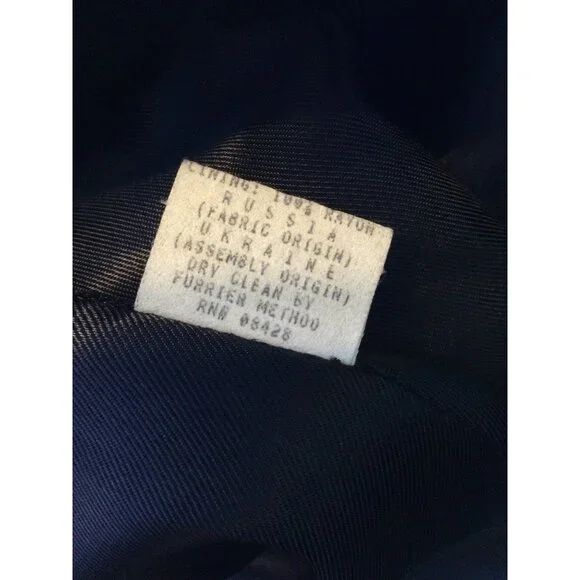 LINING: 100% RAYON
R U S S I A
(FABRIC ORIGIN)
U K R A I N E
(ASSEMBLY ORIGIN)
DRY CLEAN BY
FURRIER METHOD
RN# 08428